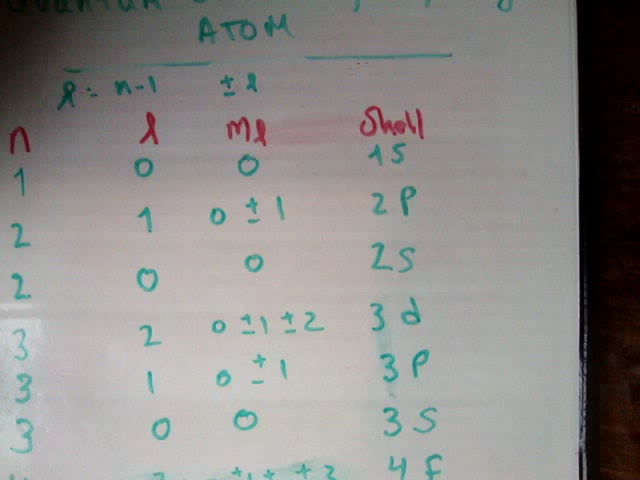 ATOM
l = n-1 ± l
n l ml Shell
1 0 0 1S
2 1 0 ±1 2P
2 0 0 2S
3 2 0 ±1 ±2 3d
3 1 0 ±1 3P
3 0 0 3S
4f